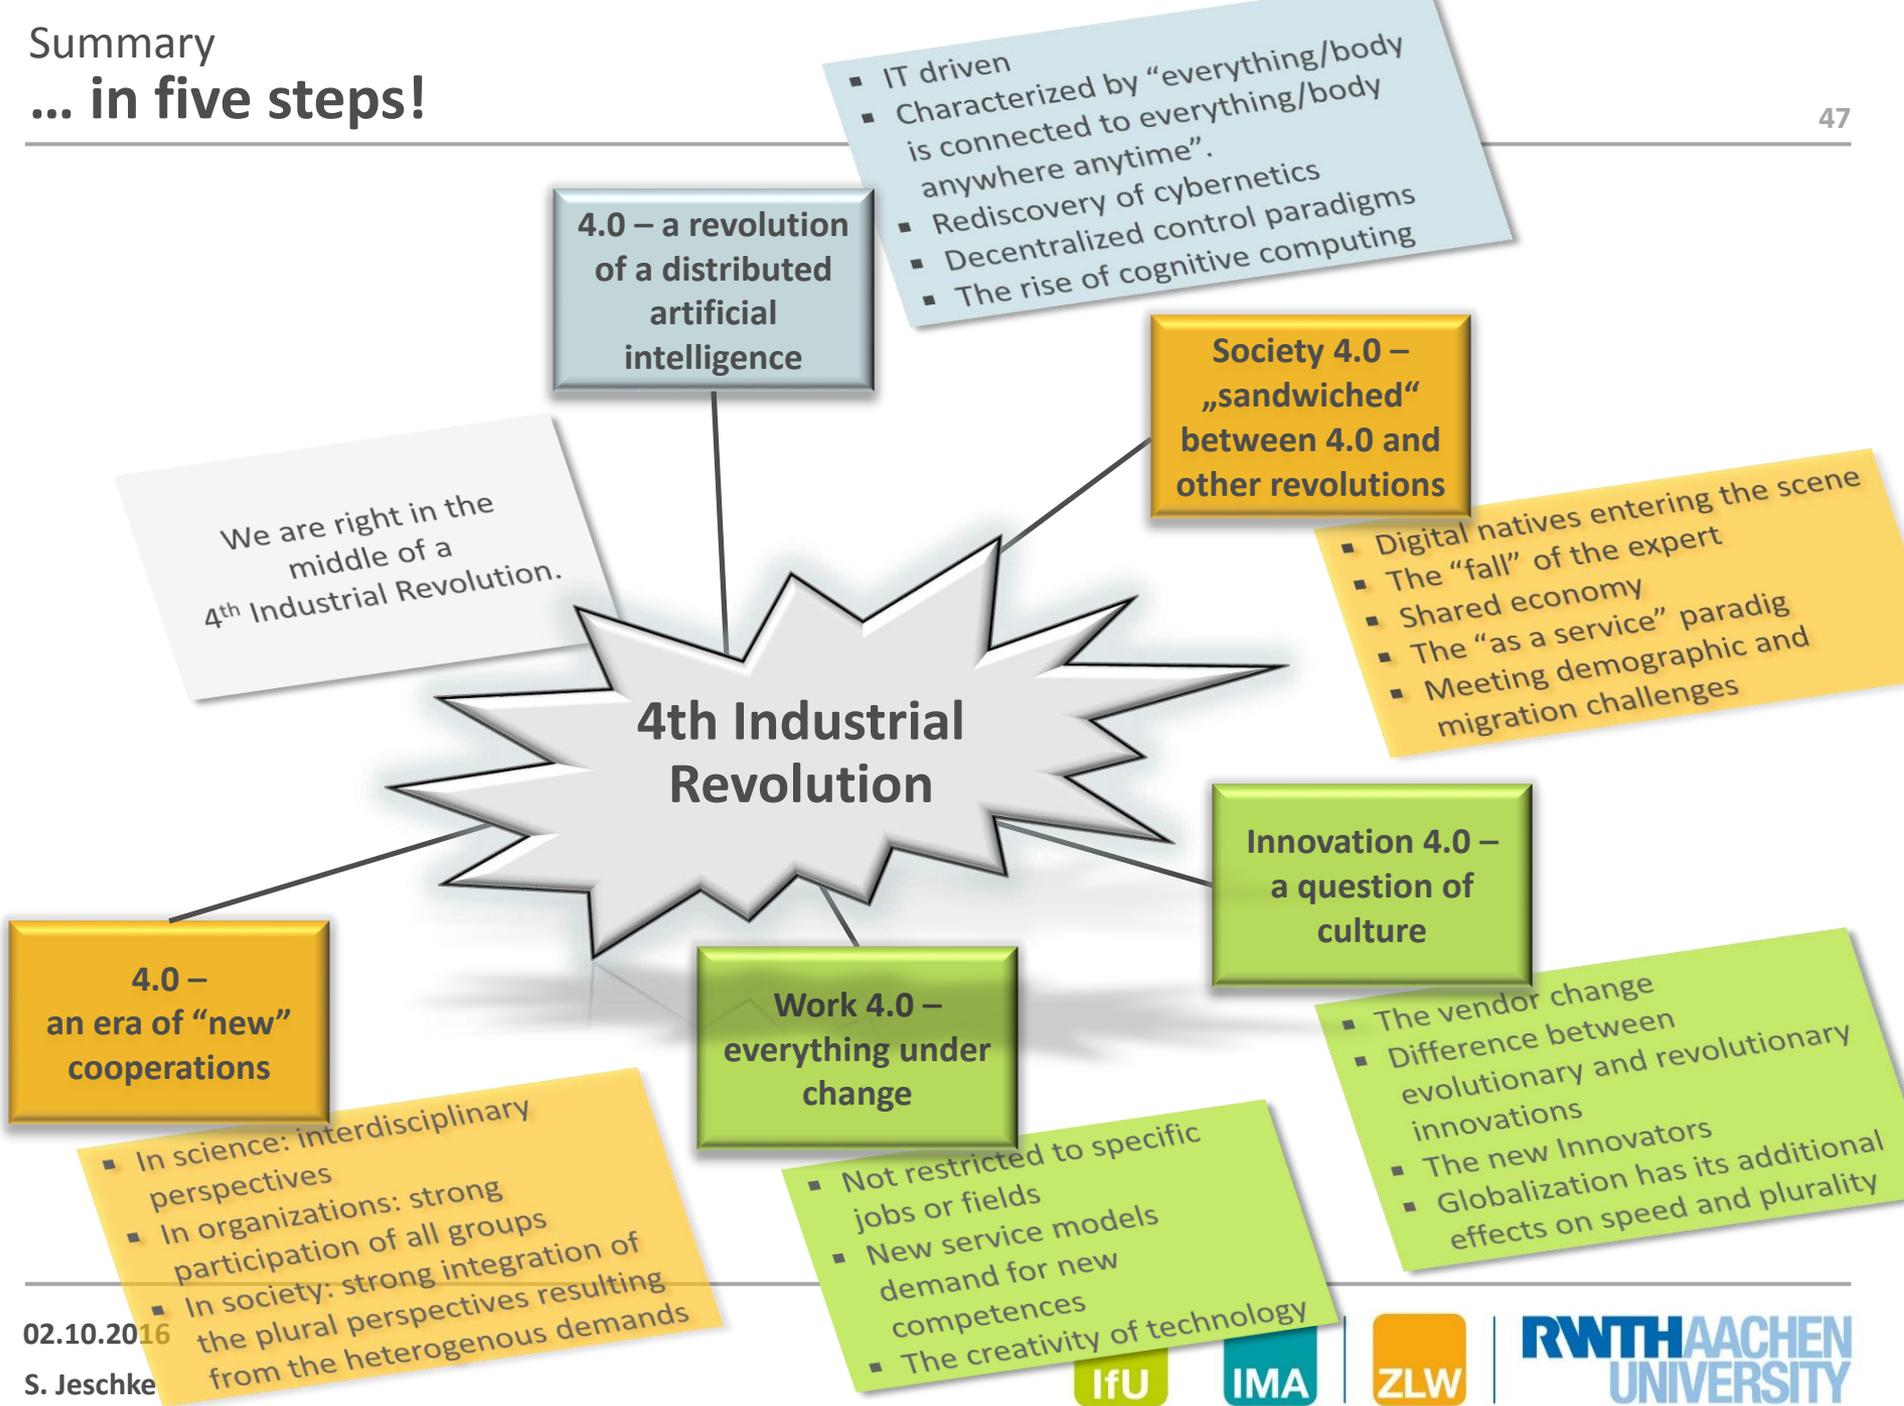 Summary
… in five steps!
47
▪ IT driven
▪ Characterized by “everything/body
is connected to everything/body
anywhere anytime”.
▪ Rediscovery of cybernetics
▪ Decentralized control paradigms
▪ The rise of cognitive computing
4.0 – a revolution
of a distributed
artificial
intelligence
Society 4.0 –
„sandwiched“
between 4.0 and
other revolutions
▪ Digital natives entering the scene
▪ The “fall” of the expert
▪ Shared economy
▪ The “as a service” paradig
▪ Meeting demographic and
migration challenges
We are right in the
middle of a
4th Industrial Revolution.
4th Industrial
Revolution
Innovation 4.0 –
a question of
culture
▪ The vendor change
▪ Difference between
evolutionary and revolutionary
innovations
▪ The new Innovators
▪ Globalization has its additional
effects on speed and plurality
4.0 –
an era of “new”
cooperations
▪ In science: interdisciplinary
perspectives
▪ In organizations: strong
participation of all groups
▪ In society: strong integration of
the plural perspectives resulting
from the heterogenous demands
Work 4.0 –
everything under
change
▪ Not restricted to specific
jobs or fields
▪ New service models
demand for new
competences
▪ The creativity of technology
02.10.2016
S. Jeschke
IfU
IMA
ZLW
RWTH AACHEN
UNIVERSITY